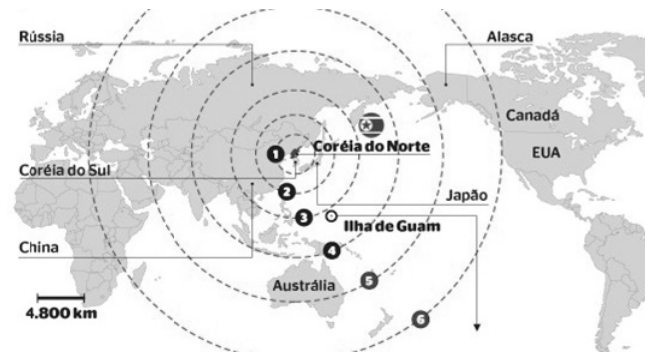 Rússia
Alasca
Canadá
EUA
1
Coréia do Norte
Coréia do Sul
2
Japão
3
Ilha de Guam
China
4
Austrália
5
4.800 km
6